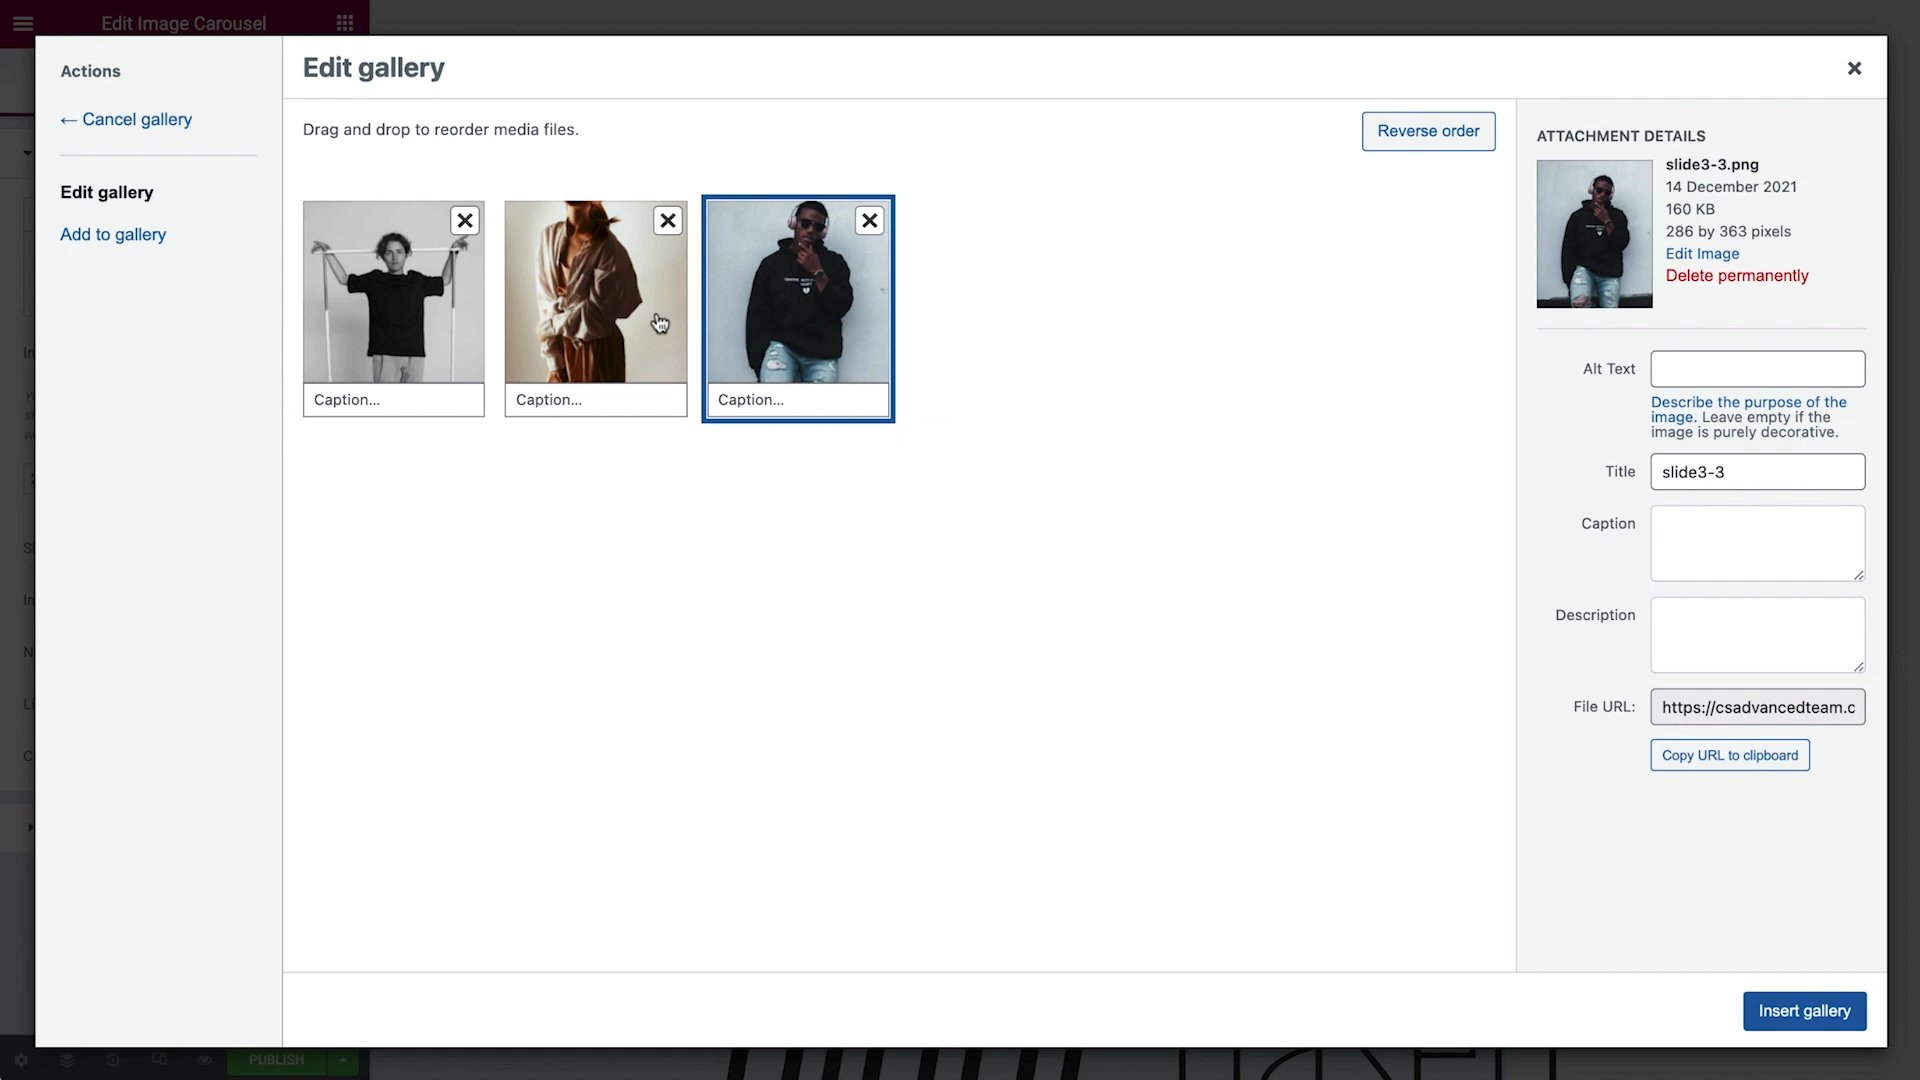 Edit Image Carousel
Actions
← Cancel gallery
Edit gallery
Add to gallery
Edit gallery
Drag and drop to reorder media files.
Reverse order
Caption...
Caption...
Caption...
ATTACHMENT DETAILS
slide3-3.png
14 December 2021
160 KB
286 by 363 pixels
Edit Image
Delete permanently
Alt Text
Describe the purpose of the
image. Leave empty if the
image is purely decorative.
Title
slide3-3
Caption
Description
File URL:
https://csadvancedteam.c
Copy URL to clipboard
Insert gallery
PUBLISH